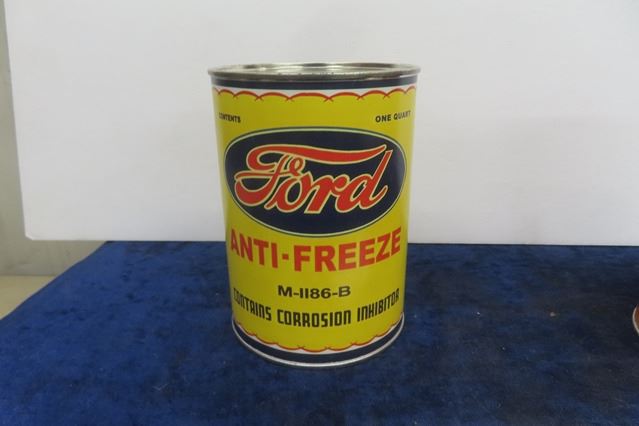 CONTENTS ONE QUART
Ford
ANTI-FREEZE
M-1186-B
CONTAINS CORROSION INHIBITOR